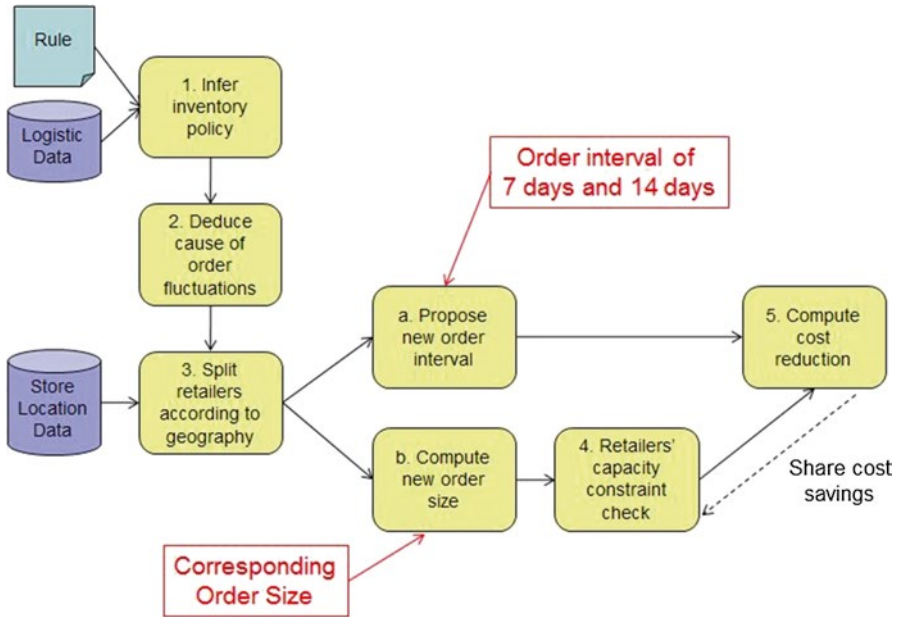 Rule
Logistic
Data
1. Infer
inventory
policy
Order interval of
7 days and 14 days
2. Deduce
cause of
order
fluctuations
a. Propose
new order
interval
5. Compute
cost
reduction
Store
Location
Data
3. Split
retailers
according to
geography
b. Compute
new order
size
4. Retailers'
capacity
constraint
check
Share cost
savings
Corresponding
Order Size